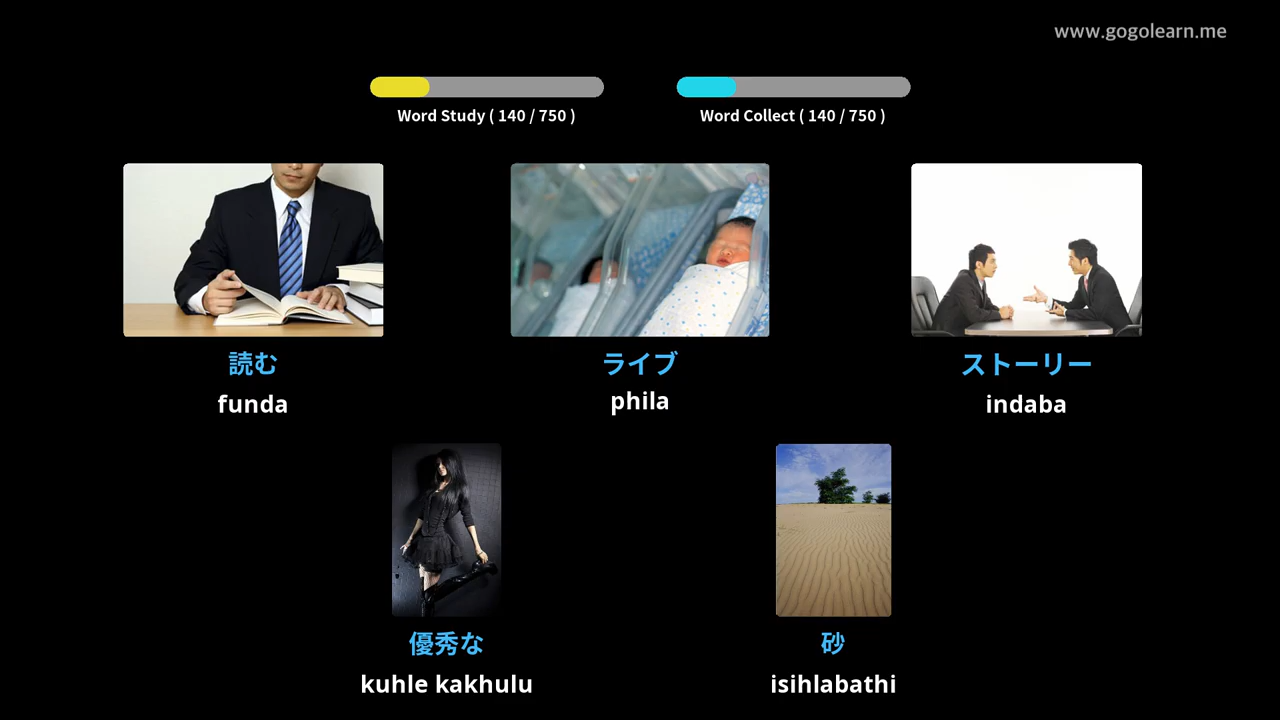 www.gogolearn.me
Word Study ( 140 / 750 )
Word Collect ( 140 / 750 )
読む
funda
ライブ
phila
ストーリー
indaba
優秀な
kuhle kakhulu
砂
isihlabathi